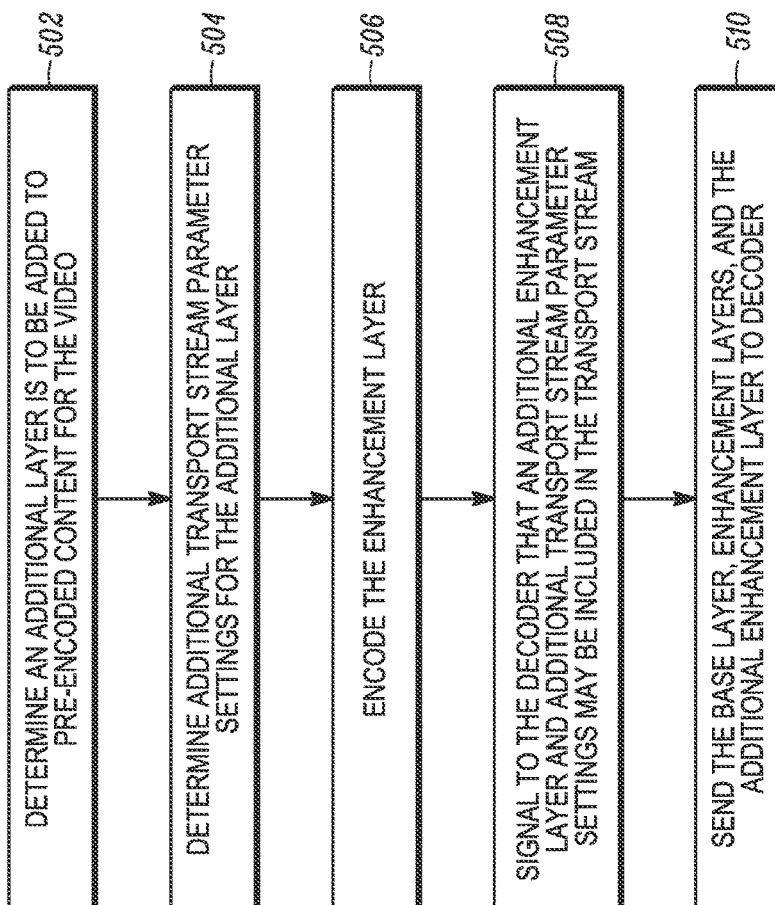 DETERMINE AN ADDITIONAL LAYER IS TO BE ADDED TO
PRE-ENCODED CONTENT FOR THE VIDEO
502
DETERMINE ADDITIONAL TRANSPORT STREAM PARAMETER
SETTINGS FOR THE ADDITIONAL LAYER
504
ENCODE THE ENHANCEMENT LAYER
506
SIGNAL TO THE DECODER THAT AN ADDITIONAL ENHANCEMENT
LAYER AND ADDITIONAL TRANSPORT STREAM PARAMETER
SETTINGS MAY BE INCLUDED IN THE TRANSPORT STREAM
508
SEND THE BASE LAYER, ENHANCEMENT LAYERS, AND THE
ADDITIONAL ENHANCEMENT LAYER TO DECODER
510